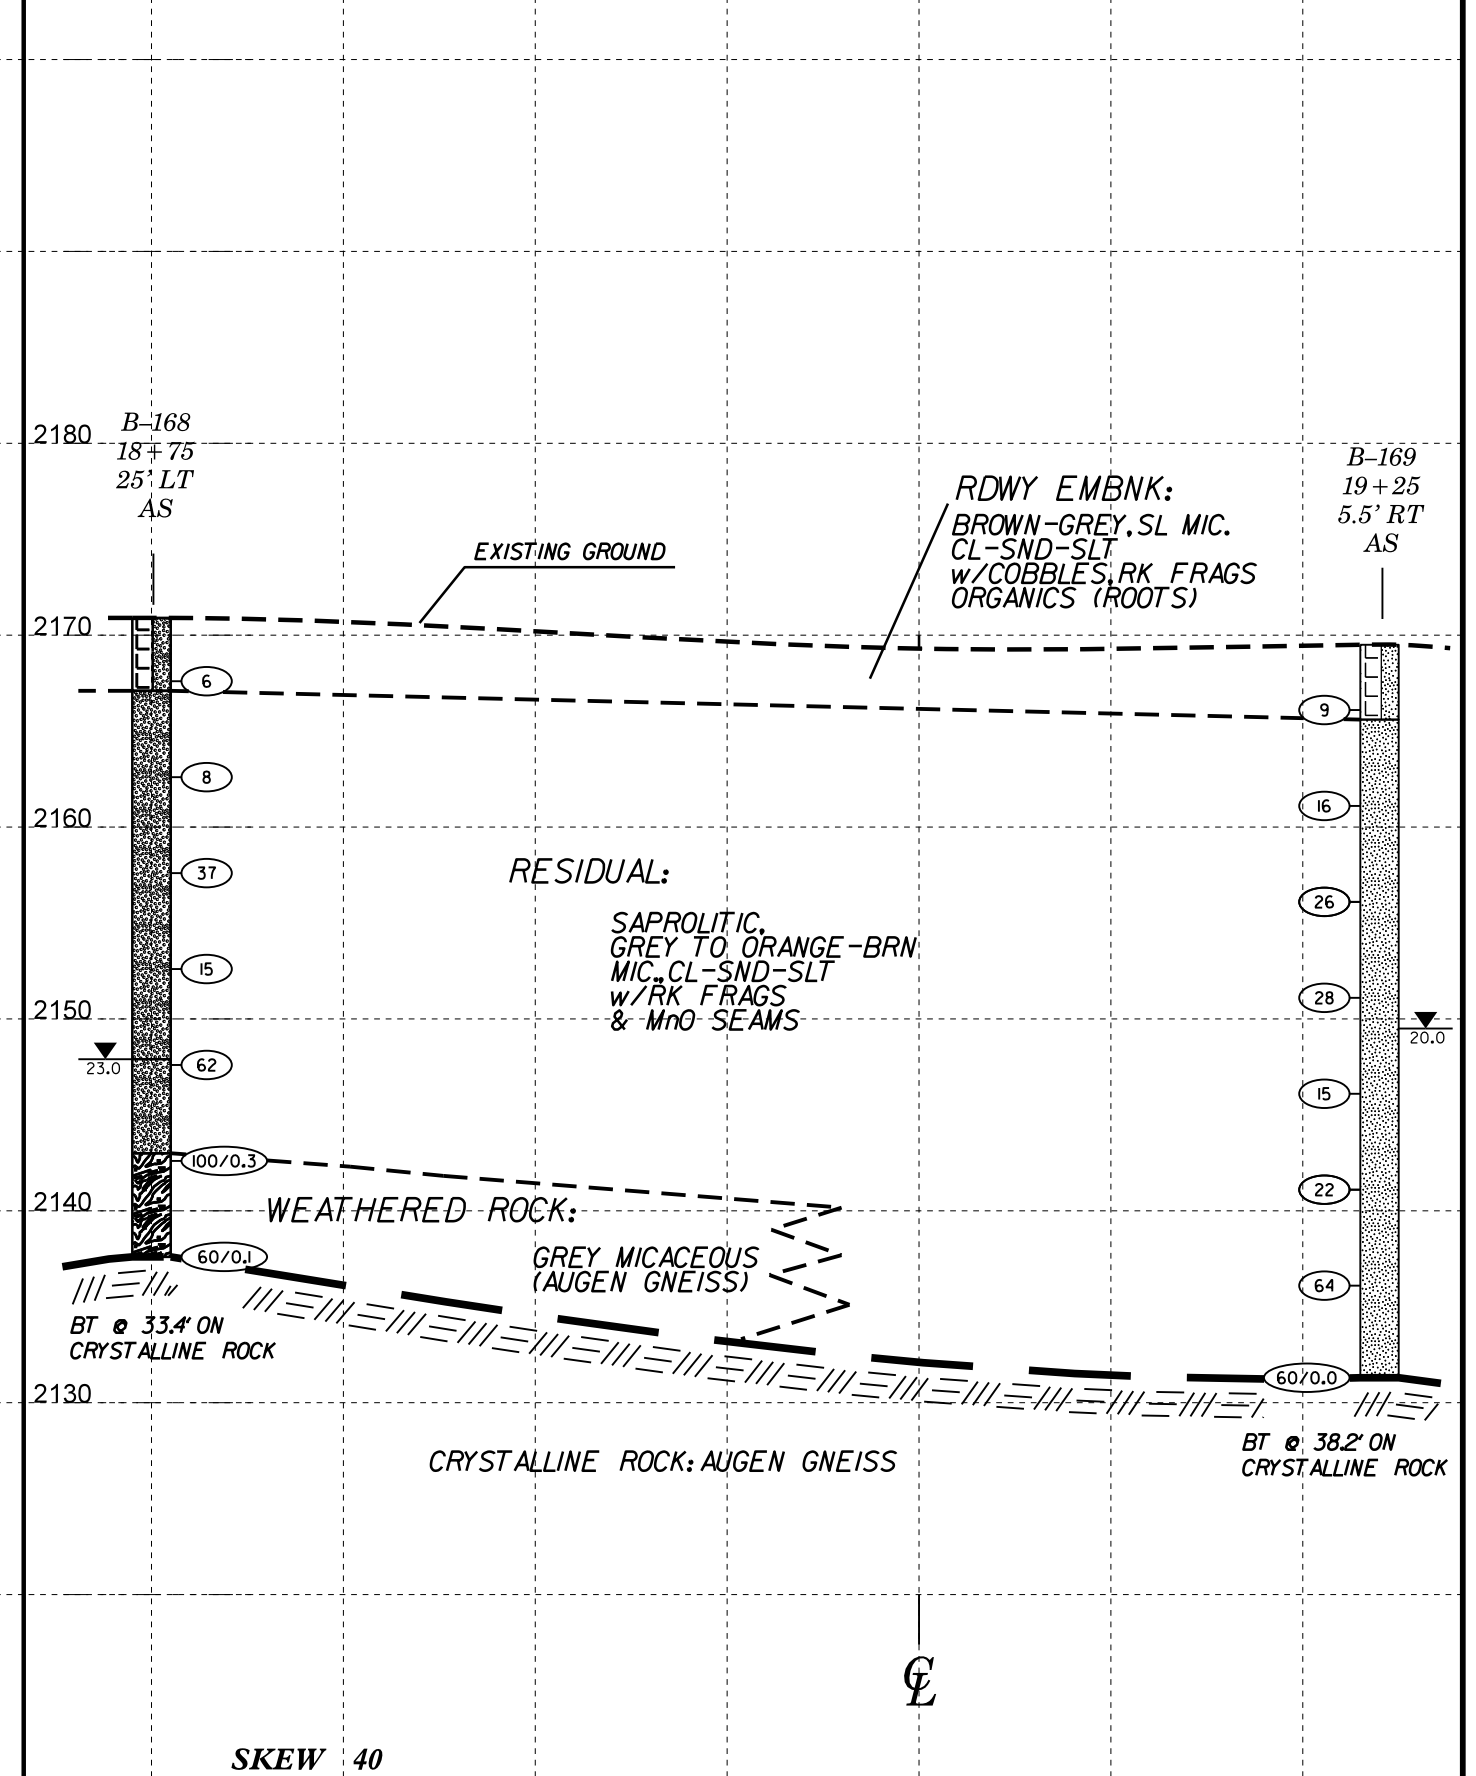 2180
B-168
18+75
25' LT
AS
B-169
19+25
5.5' RT
AS
RDWY EMBNK:
BROWN-GREY, SL MIC.
CL-SND-SLT
w/COBBLES, RK FRAGS
ORGANICS (ROOTS)
EXISTING GROUND
2170
6
9
8
16
2160
37
26
RESIDUAL:
SAPROLITIC,
GREY TO ORANGE-BRN
MIC., CL-SND-SLT
w/RK FRAGS
& MnO SEAMS
15
28
2150
23.0
62
20.0
15
100/0.3
22
2140
WEATHERED ROCK:
GREY MICACEOUS
(AUGEN GNEISS)
60/0.1
64
BT @ 33.4' ON
CRYSTALLINE ROCK
2130
60/0.0
BT @ 38.2' ON
CRYSTALLINE ROCK
CRYSTALLINE ROCK: AUGEN GNEISS
CL
SKEW 40